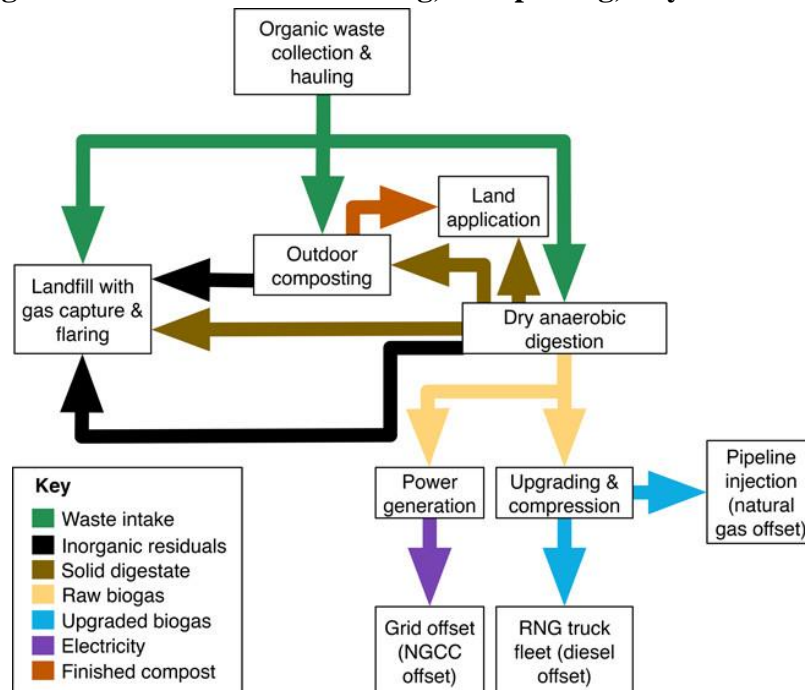 Organic waste
collection &
hauling
Land
application
Outdoor
composting
Landfill with
gas capture &
flaring
Dry anaerobic
digestion
Power
generation
Upgrading &
compression
Pipeline
injection
(natural
gas offset)
Grid offset
(NGCC
offset)
RNG truck
fleet (diesel
offset)
Key
Waste intake
Inorganic residuals
Solid digestate
Raw biogas
Upgraded biogas
Electricity
Finished compost